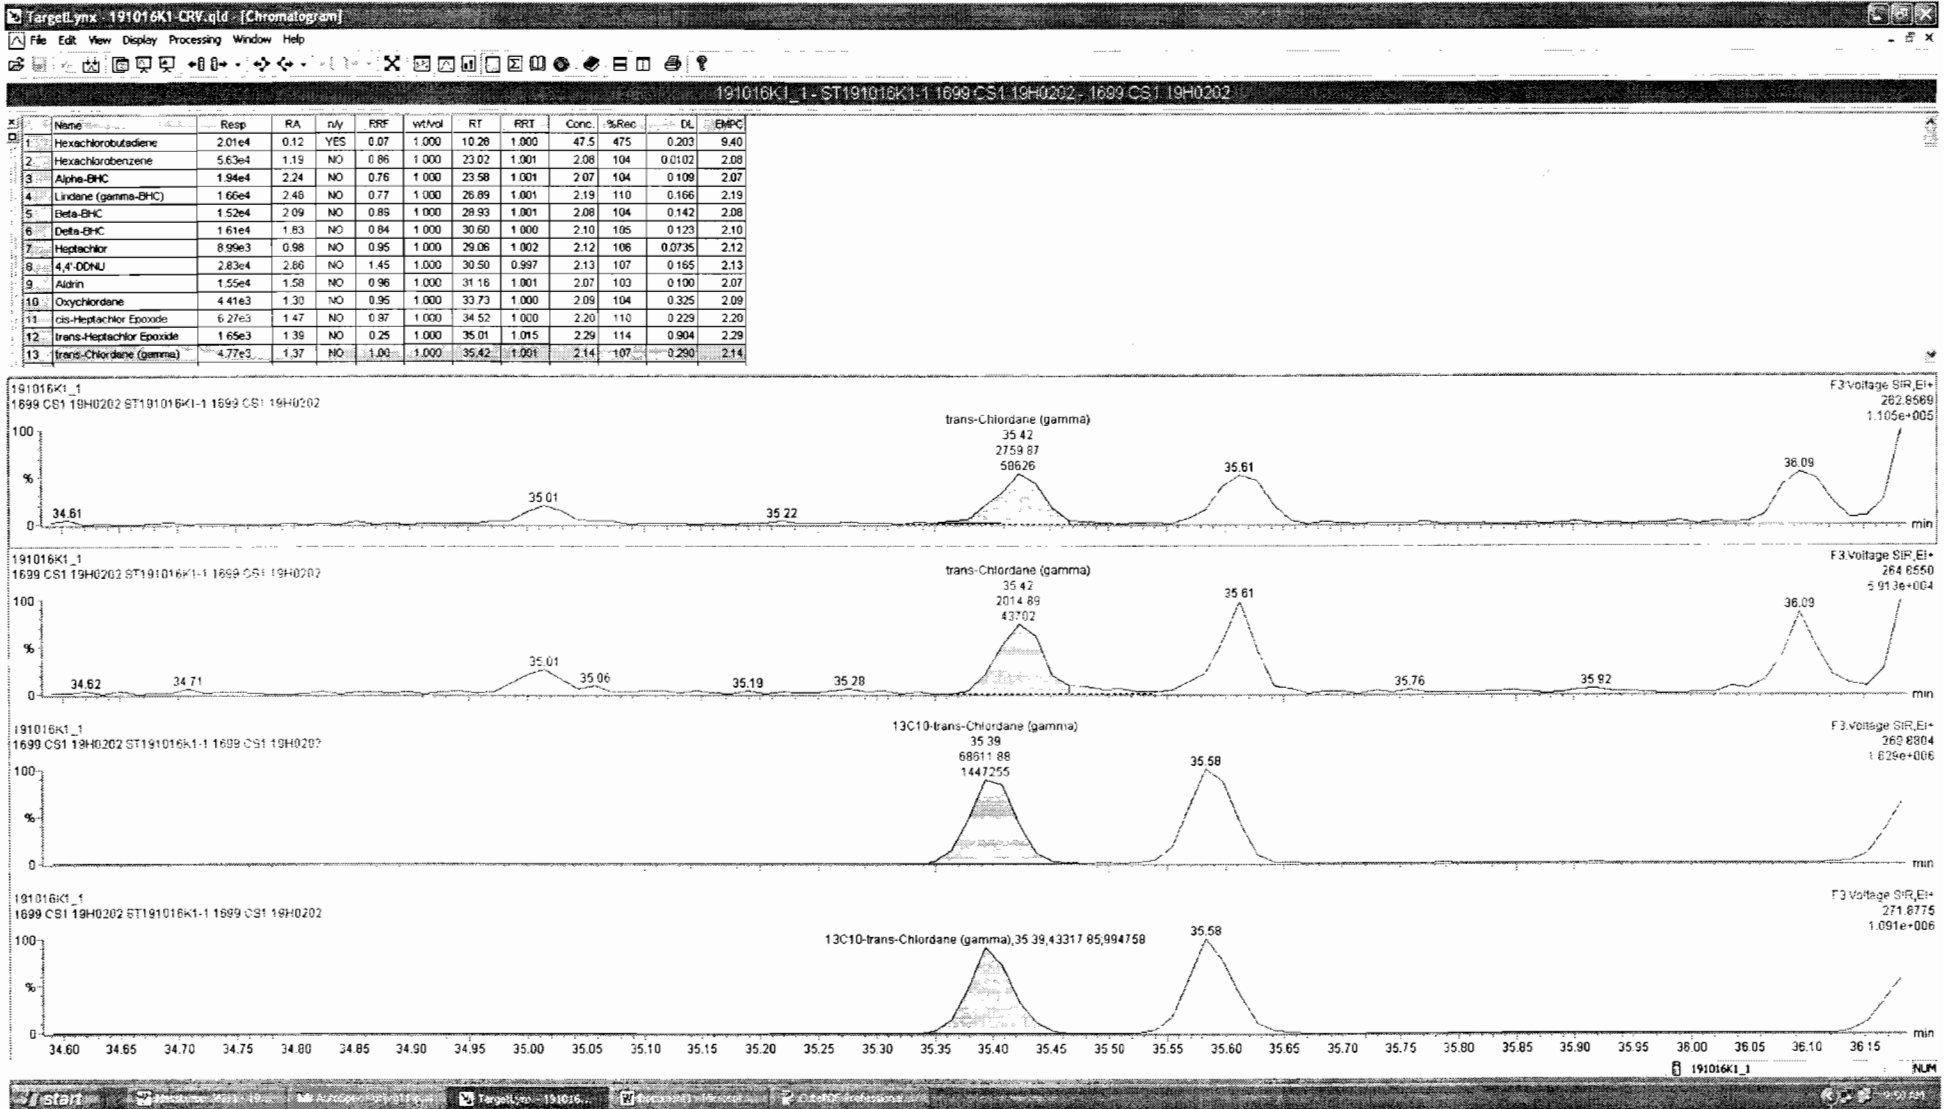 TargetLynx - 191016K1-CRV.qld - [Chromatogram]
File Edit View Display Processing Window Help
191016K1_1 - ST191016K1-1 1699 CS1 19H0202 - 1699 CS1 19H0202
Name Resp RA n/y RRF wt/vol RT RRT Conc. %Rec DL EMPC
1 Hexachlorobutadiene 2.01e4 0.12 YES 0.07 1.000 10.26 1.000 47.5 475 0.203 9.40
2 Hexachlorobenzene 5.63e4 1.19 NO 0.86 1.000 23.02 1.001 2.08 104 0.0102 2.08
3 Alpha-BHC 1.94e4 2.24 NO 0.76 1.000 23.58 1.001 2.07 104 0.109 2.07
4 Lindane (gamma-BHC) 1.66e4 2.48 NO 0.77 1.000 26.89 1.001 2.19 110 0.166 2.19
5 Beta-BHC 1.52e4 2.09 NO 0.89 1.000 28.93 1.001 2.08 104 0.142 2.08
6 Delta-BHC 1.61e4 1.83 NO 0.84 1.000 30.60 1.000 2.10 105 0.123 2.10
7 Heptachlor 8.99e3 0.98 NO 0.95 1.000 29.06 1.002 2.12 106 0.0735 2.12
8 4,4'-DDNU 2.83e4 2.86 NO 1.45 1.000 30.50 0.997 2.13 107 0.165 2.13
9 Aldrin 1.55e4 1.58 NO 0.96 1.000 31.16 1.001 2.07 103 0.100 2.07
10 Oxychlordane 4.41e3 1.30 NO 0.95 1.000 33.73 1.000 2.09 104 0.325 2.09
11 cis-Heptachlor Epoxide 6.27e3 1.47 NO 0.97 1.000 34.52 1.000 2.20 110 0.229 2.20
12 trans-Heptachlor Epoxide 1.65e3 1.39 NO 0.25 1.000 35.01 1.015 2.29 114 0.904 2.29
13 trans-Chlordane (gamma) 4.77e3 1.37 NO 1.00 1.000 35.42 1.001 2.14 107 0.290 2.14
191016K1_1
1699 CS1 19H0202 ST191016K1-1 1699 CS1 19H0202
F3:Voltage SIR,EI+
262.8569
1.105e+005
trans-Chlordane (gamma)
35.42
2759.87
58626
100
%
0
34.61 35.01 35.22 35.61 36.09
min
191016K1_1
1699 CS1 19H0202 ST191016K1-1 1699 CS1 19H0202
F3:Voltage SIR,EI+
264.8550
5.913e+004
trans-Chlordane (gamma)
35.42
2014.89
43702
100
%
0
34.62 34.71 35.01 35.06 35.19 35.28 35.61 35.76 35.92 36.09
min
191016K1_1
1699 CS1 19H0202 ST191016K1-1 1699 CS1 19H0202
F3:Voltage SIR,EI+
269.8804
1.629e+006
13C10-trans-Chlordane (gamma)
35.39
68611.88
1447255
35.58
100
%
0
min
191016K1_1
1699 CS1 19H0202 ST191016K1-1 1699 CS1 19H0202
F3:Voltage SIR,EI+
271.8775
1.091e+006
13C10-trans-Chlordane (gamma),35.39,43317.85,994758
35.58
100
%
0
min
34.60 34.65 34.70 34.75 34.80 34.85 34.90 34.95 35.00 35.05 35.10 35.15 35.20 35.25 35.30 35.35 35.40 35.45 35.50 35.55 35.60 35.65 35.70 35.75 35.80 35.85 35.90 35.95 36.00 36.05 36.10 36.15
191016K1_1 NUM
start TargetLynx - 191016... 9:50 AM